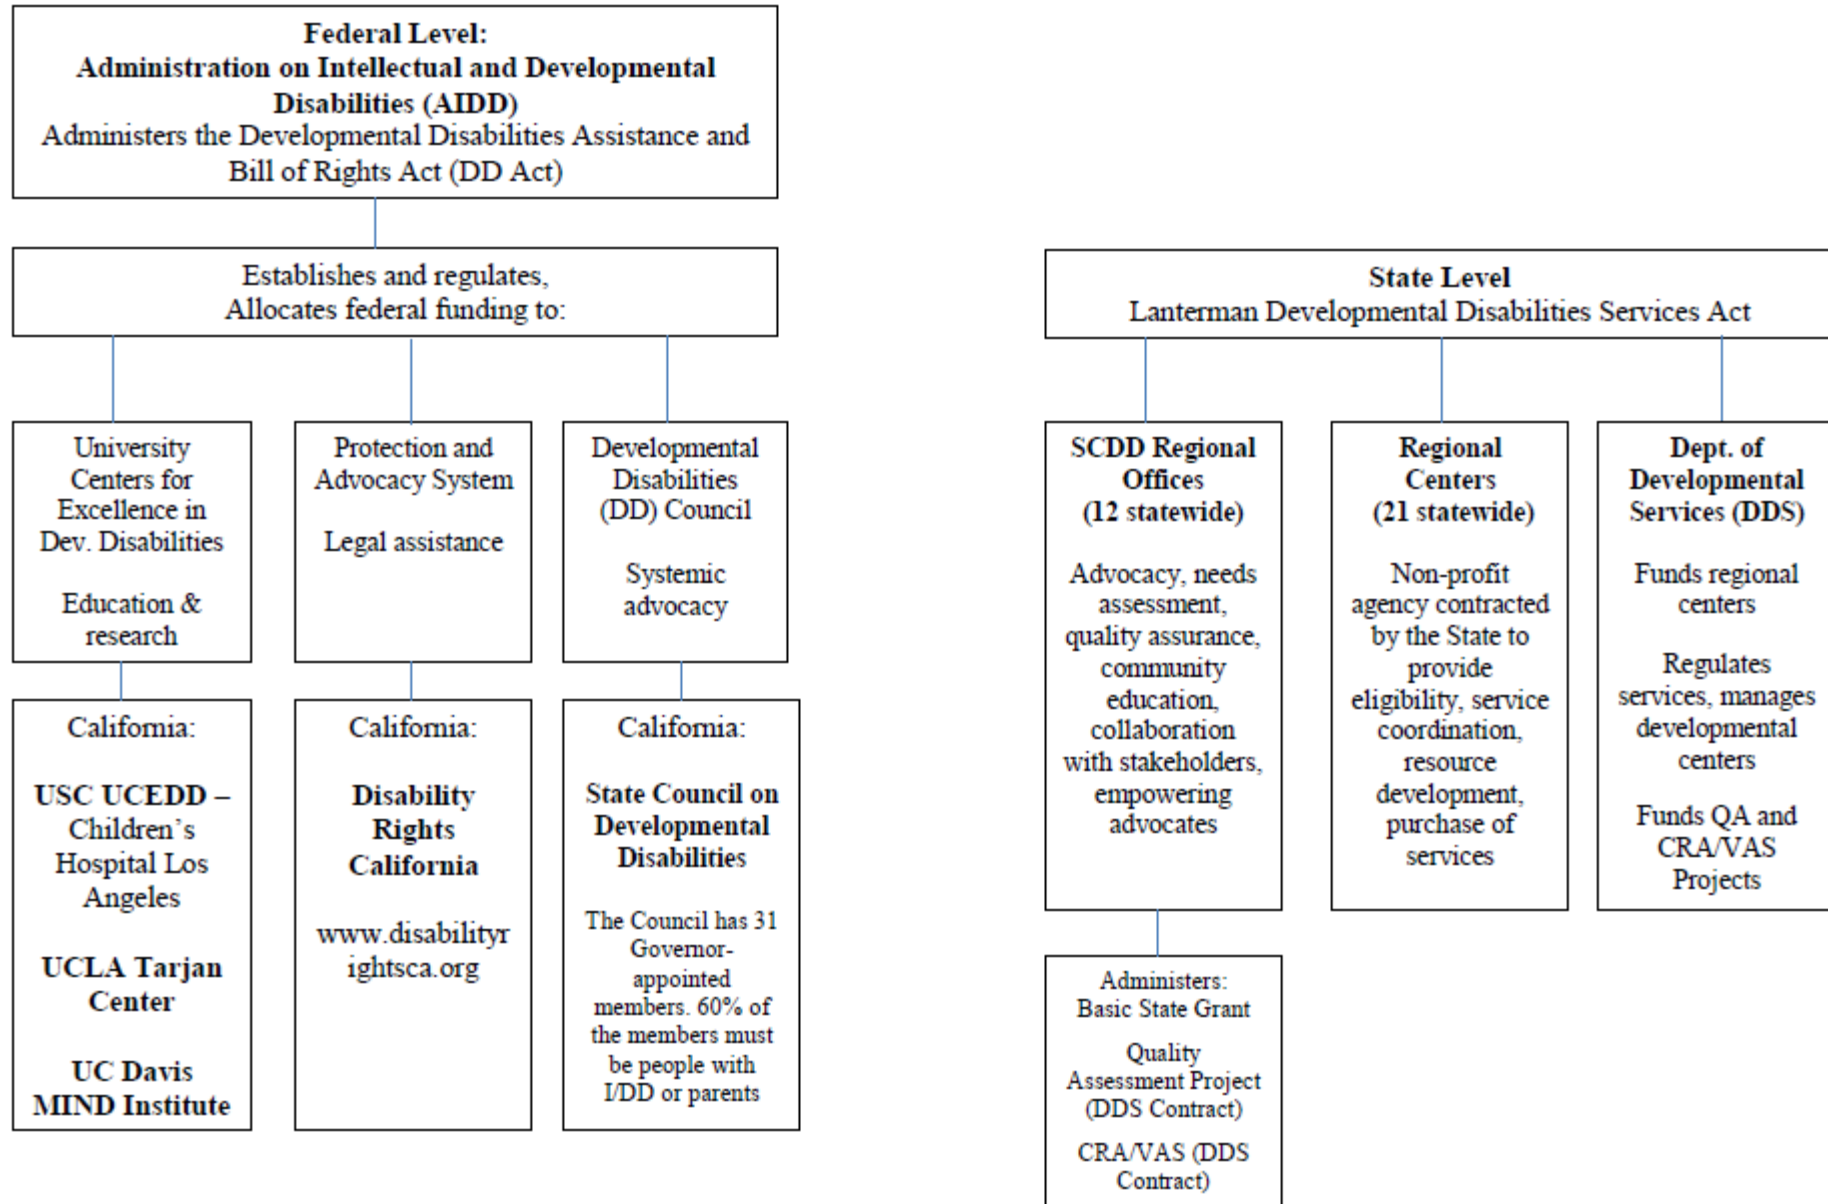 Federal Level:
Administration on Intellectual and Developmental
Disabilities (AIDD)
Administers the Developmental Disabilities Assistance and
Bill of Rights Act (DD Act)
Establishes and regulates,
Allocates federal funding to:
University
Centers for
Excellence in
Dev. Disabilities
Education &
research
Protection and
Advocacy System
Legal assistance
Developmental
Disabilities
(DD) Council
Systemic
advocacy
California:
USC UCEDD –
Children's
Hospital Los
Angeles
UCLA Tarjan
Center
UC Davis
MIND Institute
California:
Disability
Rights
California
www.disabilityr
ightsca.org
California:
State Council on
Developmental
Disabilities
The Council has 31
Governor-
appointed
members. 60% of
the members must
be people with
I/DD or parents
State Level
Lanterman Developmental Disabilities Services Act
SCDD Regional
Offices
(12 statewide)
Advocacy, needs
assessment,
quality assurance,
community
education,
collaboration
with stakeholders,
empowering
advocates
Regional
Centers
(21 statewide)
Non-profit
agency contracted
by the State to
provide
eligibility, service
coordination,
resource
development,
purchase of
services
Dept. of
Developmental
Services (DDS)
Funds regional
centers
Regulates
services, manages
developmental
centers
Funds QA and
CRA/VAS
Projects
Administers:
Basic State Grant
Quality
Assessment Project
(DDS Contract)
CRA/VAS (DDS
Contract)